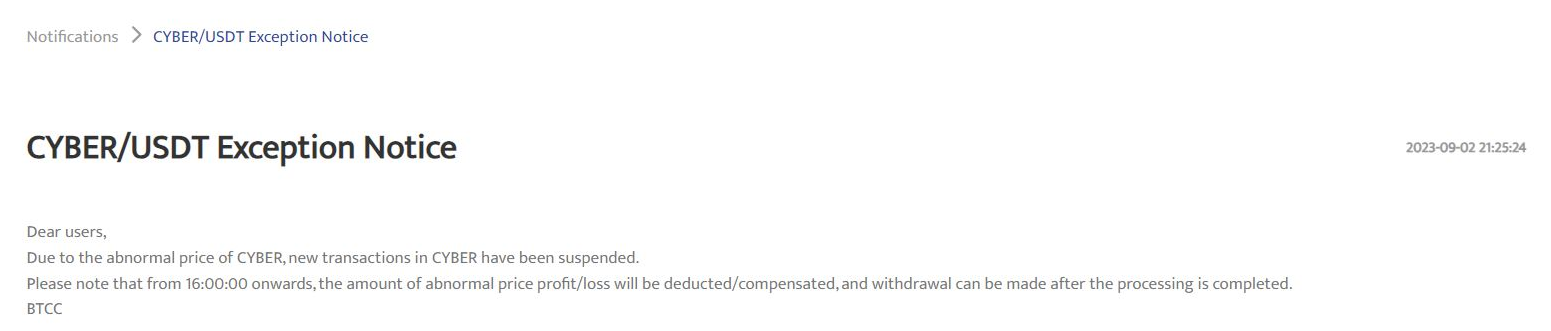 Notifications > CYBER/USDT Exception Notice
CYBER/USDT Exception Notice
2023-09-02 21:25:24
Dear users,
Due to the abnormal price of CYBER, new transactions in CYBER have been suspended.
Please note that from 16:00:00 onwards, the amount of abnormal price profit/loss will be deducted/compensated, and withdrawal can be made after the processing is completed.
BTCC